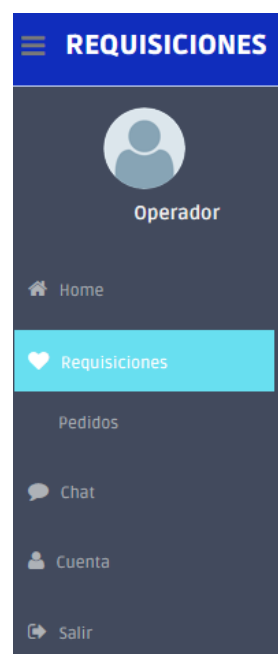 REQUISICIONES
Operador
Home
Requisiciones
Pedidos
Chat
Cuenta
Salir